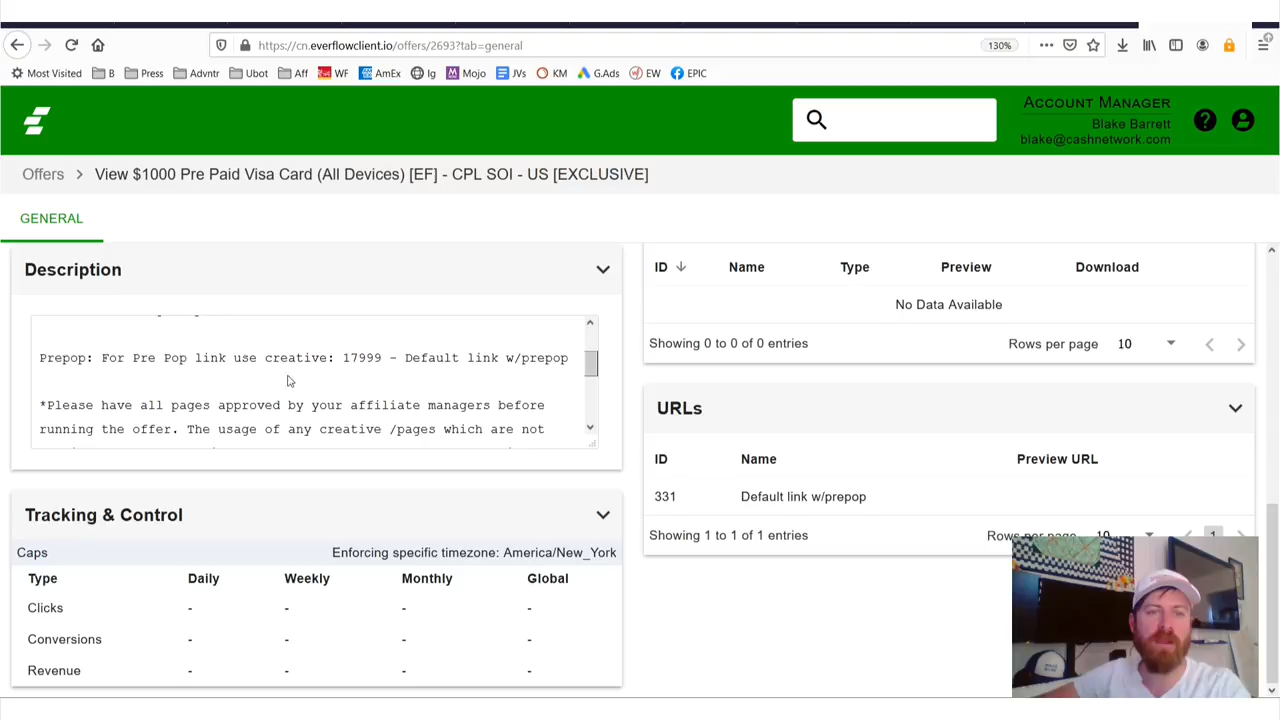 https://cn.everflowclient.io/offers/2693?tab=general
130%
Most Visited B Press Advntr Ubot Aff WF AmEx Ig Mojo JVs KM G.Ads EW EPIC
ACCOUNT MANAGER
Blake Barrett
blake@cashnetwork.com
Offers > View $1000 Pre Paid Visa Card (All Devices) [EF] - CPL SOI - US [EXCLUSIVE]
GENERAL
Description
Prepop: For Pre Pop link use creative: 17999 - Default link w/prepop
*Please have all pages approved by your affiliate managers before
running the offer. The usage of any creative /pages which are not
Tracking & Control
Caps Enforcing specific timezone: America/New_York
Type Daily Weekly Monthly Global
Clicks - - - -
Conversions - - - -
Revenue - - - -
ID Name Type Preview Download
No Data Available
Showing 0 to 0 of 0 entries Rows per page 10
URLs
ID Name Preview URL
331 Default link w/prepop
Showing 1 to 1 of 1 entries Rows per page 10 1